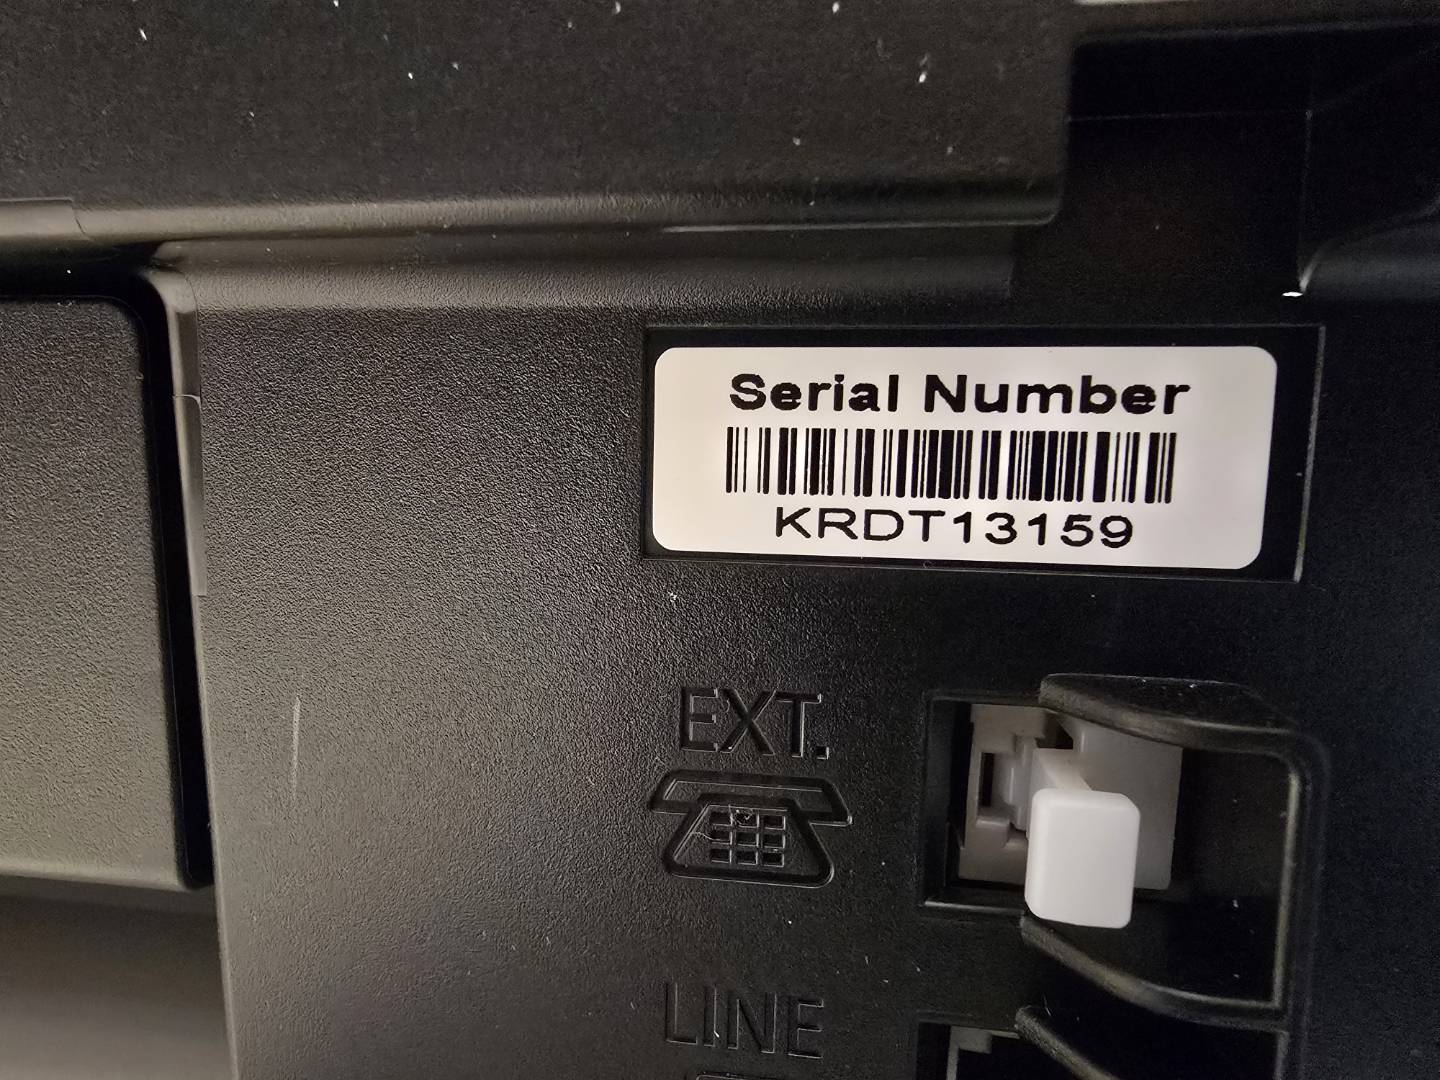 Serial Number
KRDT13159
EXT.
LINE